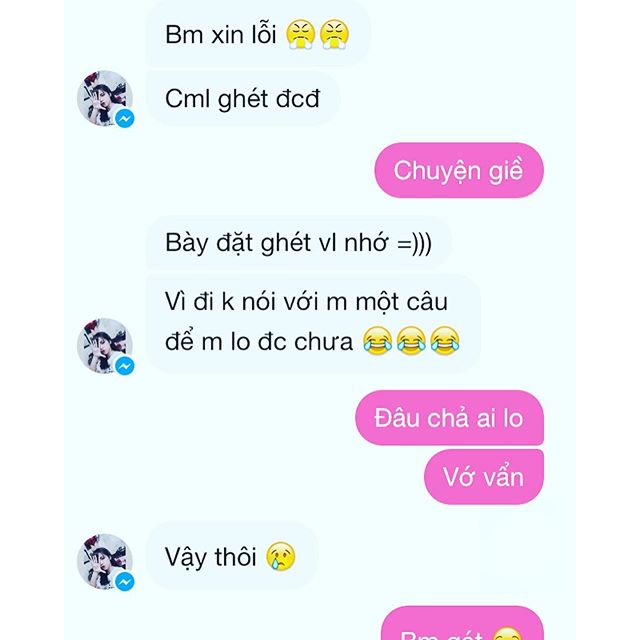 Bm xin lỗi 😤😤
Cml ghét đcđ
Chuyện giề
Bày đặt ghét vl nhớ =)))
Vì đi k nói với m một câu
để m lo đc chưa 😂😂😂
Đâu chả ai lo
Vớ vẩn
Vậy thôi 😢